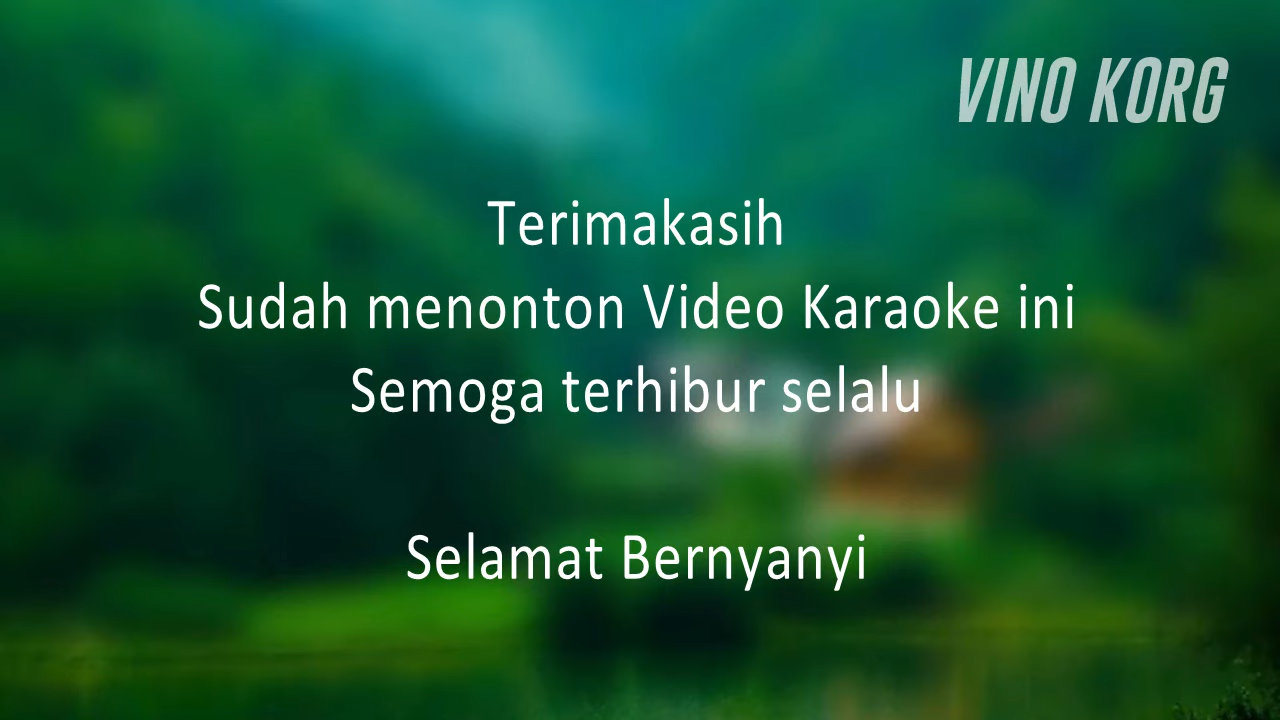 VINO KORG
Terimakasih
Sudah menonton Video Karaoke ini
Semoga terhibur selalu
Selamat Bernyanyi